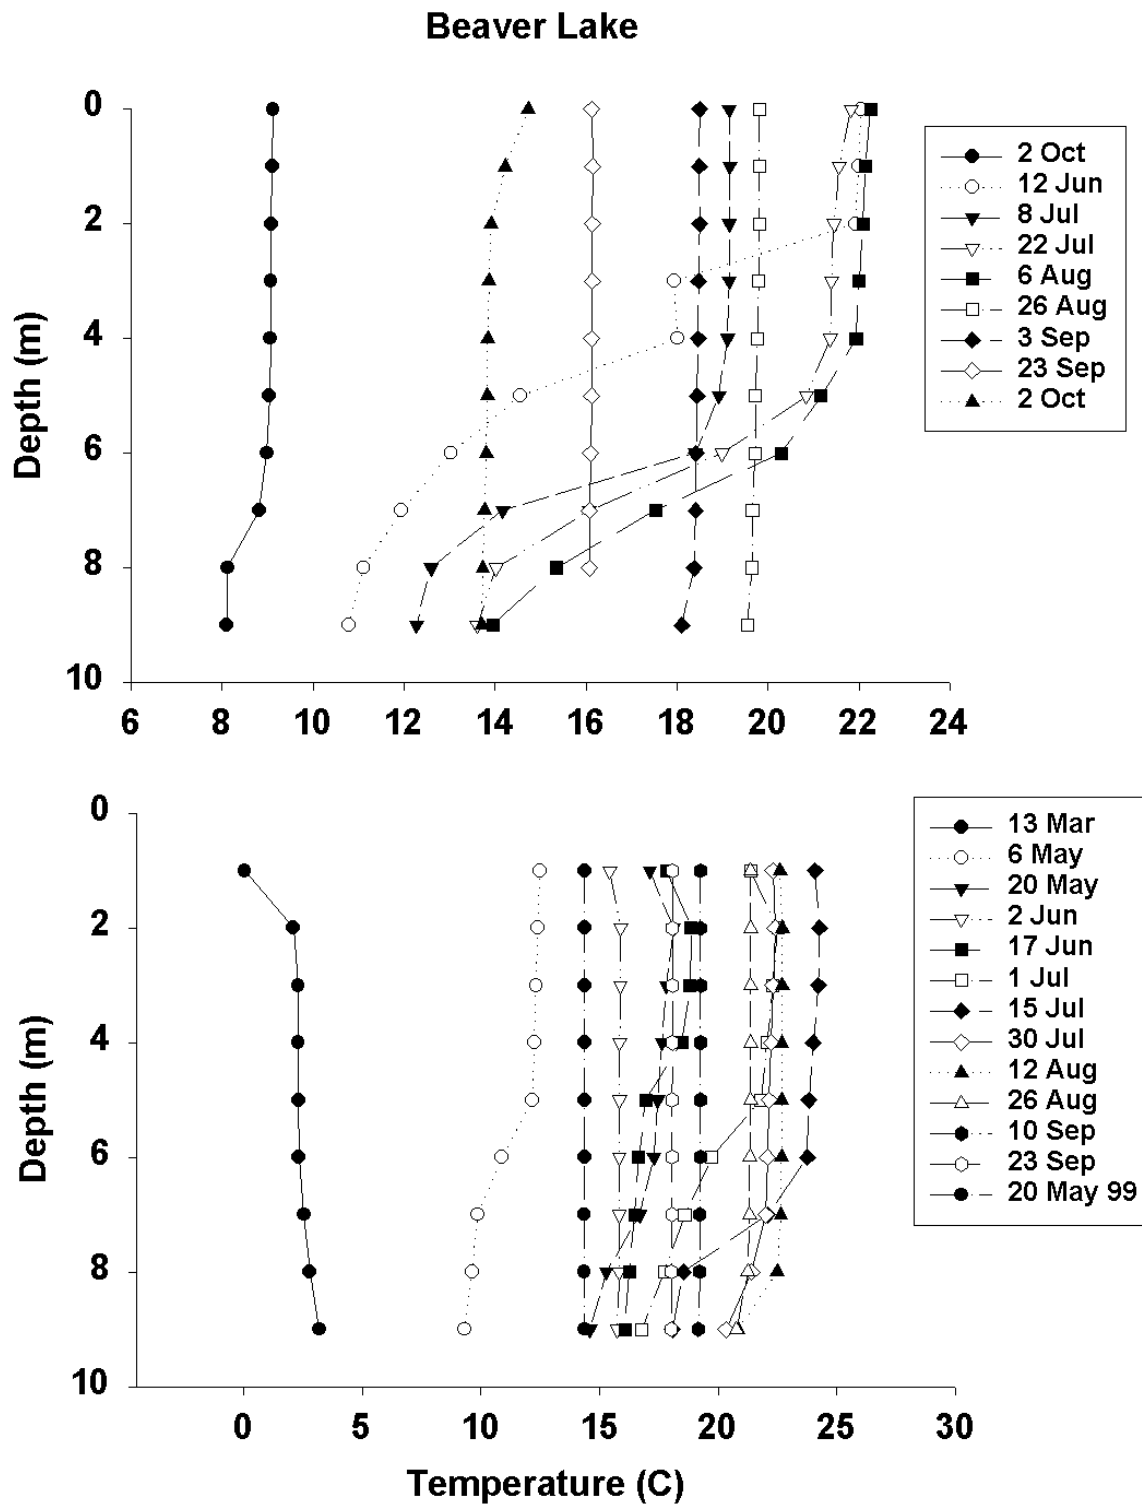 Beaver Lake
0
2
4
6
8
10
Depth (m)
6 8 10 12 14 16 18 20 22 24
2 Oct
12 Jun
8 Jul
22 Jul
6 Aug
26 Aug
3 Sep
23 Sep
2 Oct
0
2
4
6
8
10
Depth (m)
0 5 10 15 20 25 30
Temperature (C)
13 Mar
6 May
20 May
2 Jun
17 Jun
1 Jul
15 Jul
30 Jul
12 Aug
26 Aug
10 Sep
23 Sep
20 May 99